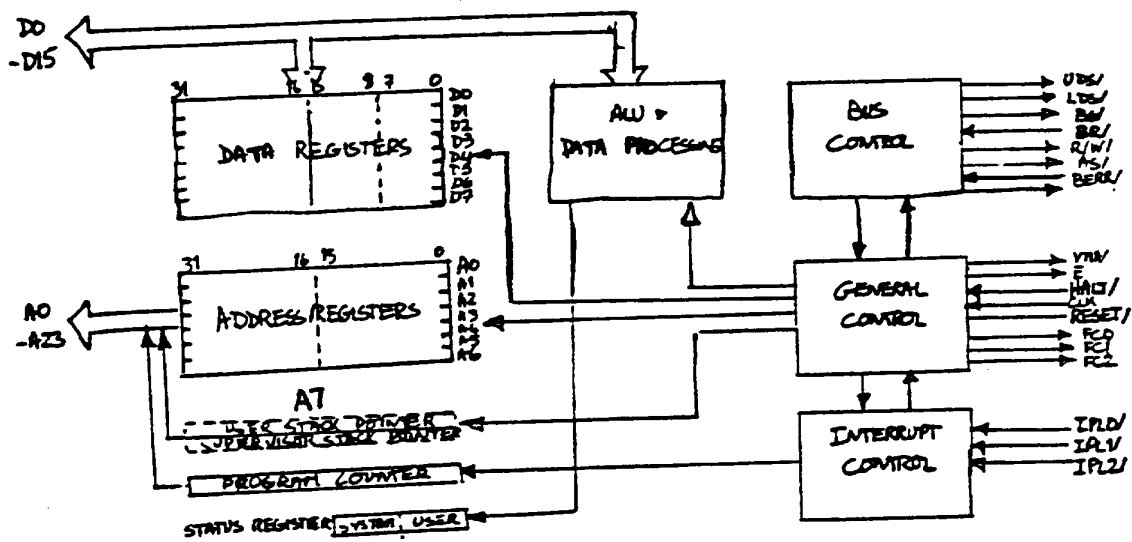 D0
-D15
31
16 15
8 7
0
D0
D1
D2
D3
D4
D5
D6
D7
DATA REGISTERS
ALU &
DATA PROCESSING
BUS
CONTROL
UDS/
LDS/
BG/
BR/
R/W/
AS/
BERR/
31
16 15
0
A0
A1
A2
A3
A4
A5
A6
ADDRESS REGISTERS
A0
-A23
GENERAL
CONTROL
VMA/
E
HALT/
CLK
RESET/
FC0
FC1
FC2
A7
USER STACK POINTER
SUPERVISOR STACK POINTER
PROGRAM COUNTER
STATUS REGISTER
SYSTEM
USER
INTERRUPT
CONTROL
IPL0/
IPL1/
IPL2/